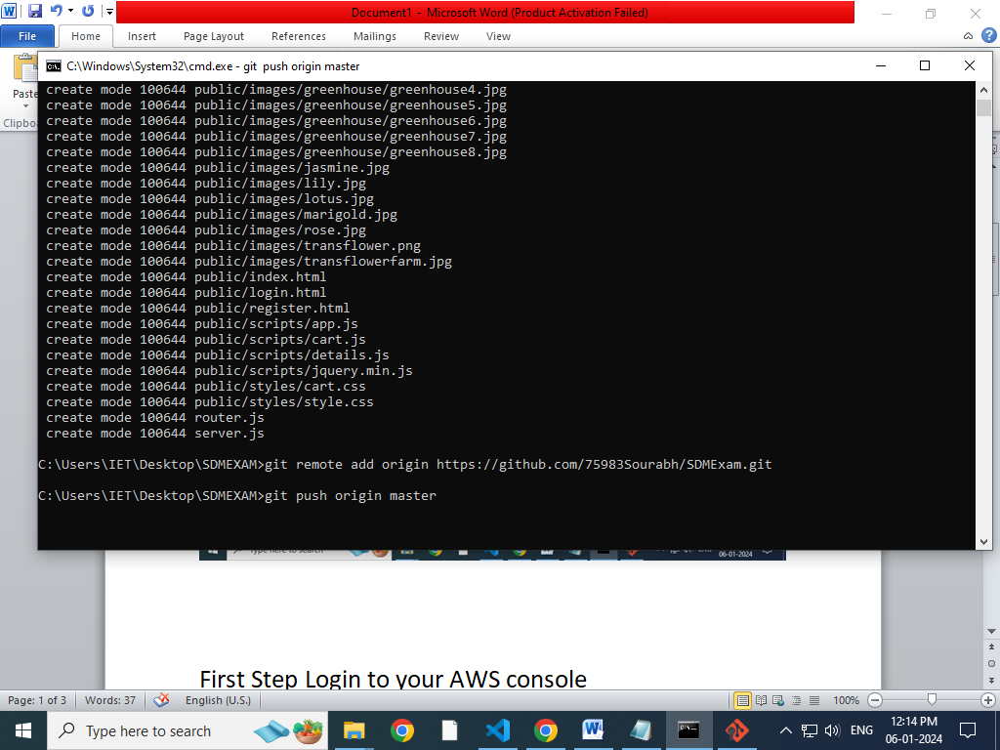 Document1 - Microsoft Word (Product Activation Failed)
File Home Insert Page Layout References Mailings Review View
Paste
Clipbo
C:\Windows\System32\cmd.exe - git  push origin master
create mode 100644 public/images/greenhouse/greenhouse4.jpg
create mode 100644 public/images/greenhouse/greenhouse5.jpg
create mode 100644 public/images/greenhouse/greenhouse6.jpg
create mode 100644 public/images/greenhouse/greenhouse7.jpg
create mode 100644 public/images/greenhouse/greenhouse8.jpg
create mode 100644 public/images/jasmine.jpg
create mode 100644 public/images/lily.jpg
create mode 100644 public/images/lotus.jpg
create mode 100644 public/images/marigold.jpg
create mode 100644 public/images/rose.jpg
create mode 100644 public/images/transflower.png
create mode 100644 public/images/transflowerfarm.jpg
create mode 100644 public/index.html
create mode 100644 public/login.html
create mode 100644 public/register.html
create mode 100644 public/scripts/app.js
create mode 100644 public/scripts/cart.js
create mode 100644 public/scripts/details.js
create mode 100644 public/scripts/jquery.min.js
create mode 100644 public/styles/cart.css
create mode 100644 public/styles/style.css
create mode 100644 router.js
create mode 100644 server.js
C:\Users\IET\Desktop\SDMEXAM>git remote add origin https://github.com/75983Sourabh/SDMExam.git
C:\Users\IET\Desktop\SDMEXAM>git push origin master
06-01-2024
First Step Login to your AWS console
Page: 1 of 3 Words: 37 English (U.S.) 100%
Type here to search
ENG
12:14 PM
06-01-2024